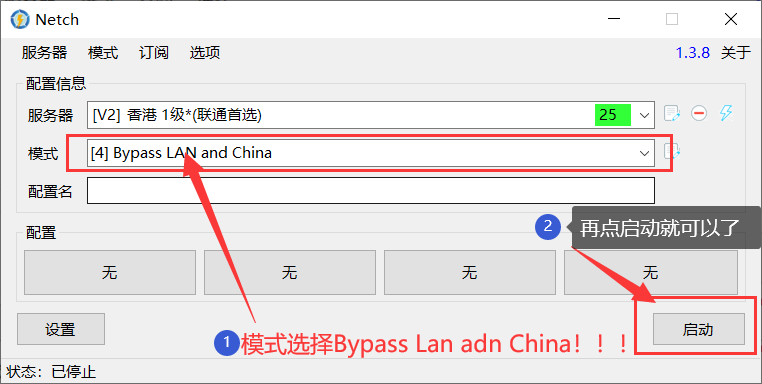 Netch
服务器 模式 订阅 选项 1.3.8 关于
配置信息
服务器 [V2] 香港 1级*(联通首选) 25
模式 [4] Bypass LAN and China
配置名
配置
2 再点启动就可以了
无 无 无 无
设置 1 模式选择Bypass Lan adn China！！！ 启动
状态：已停止